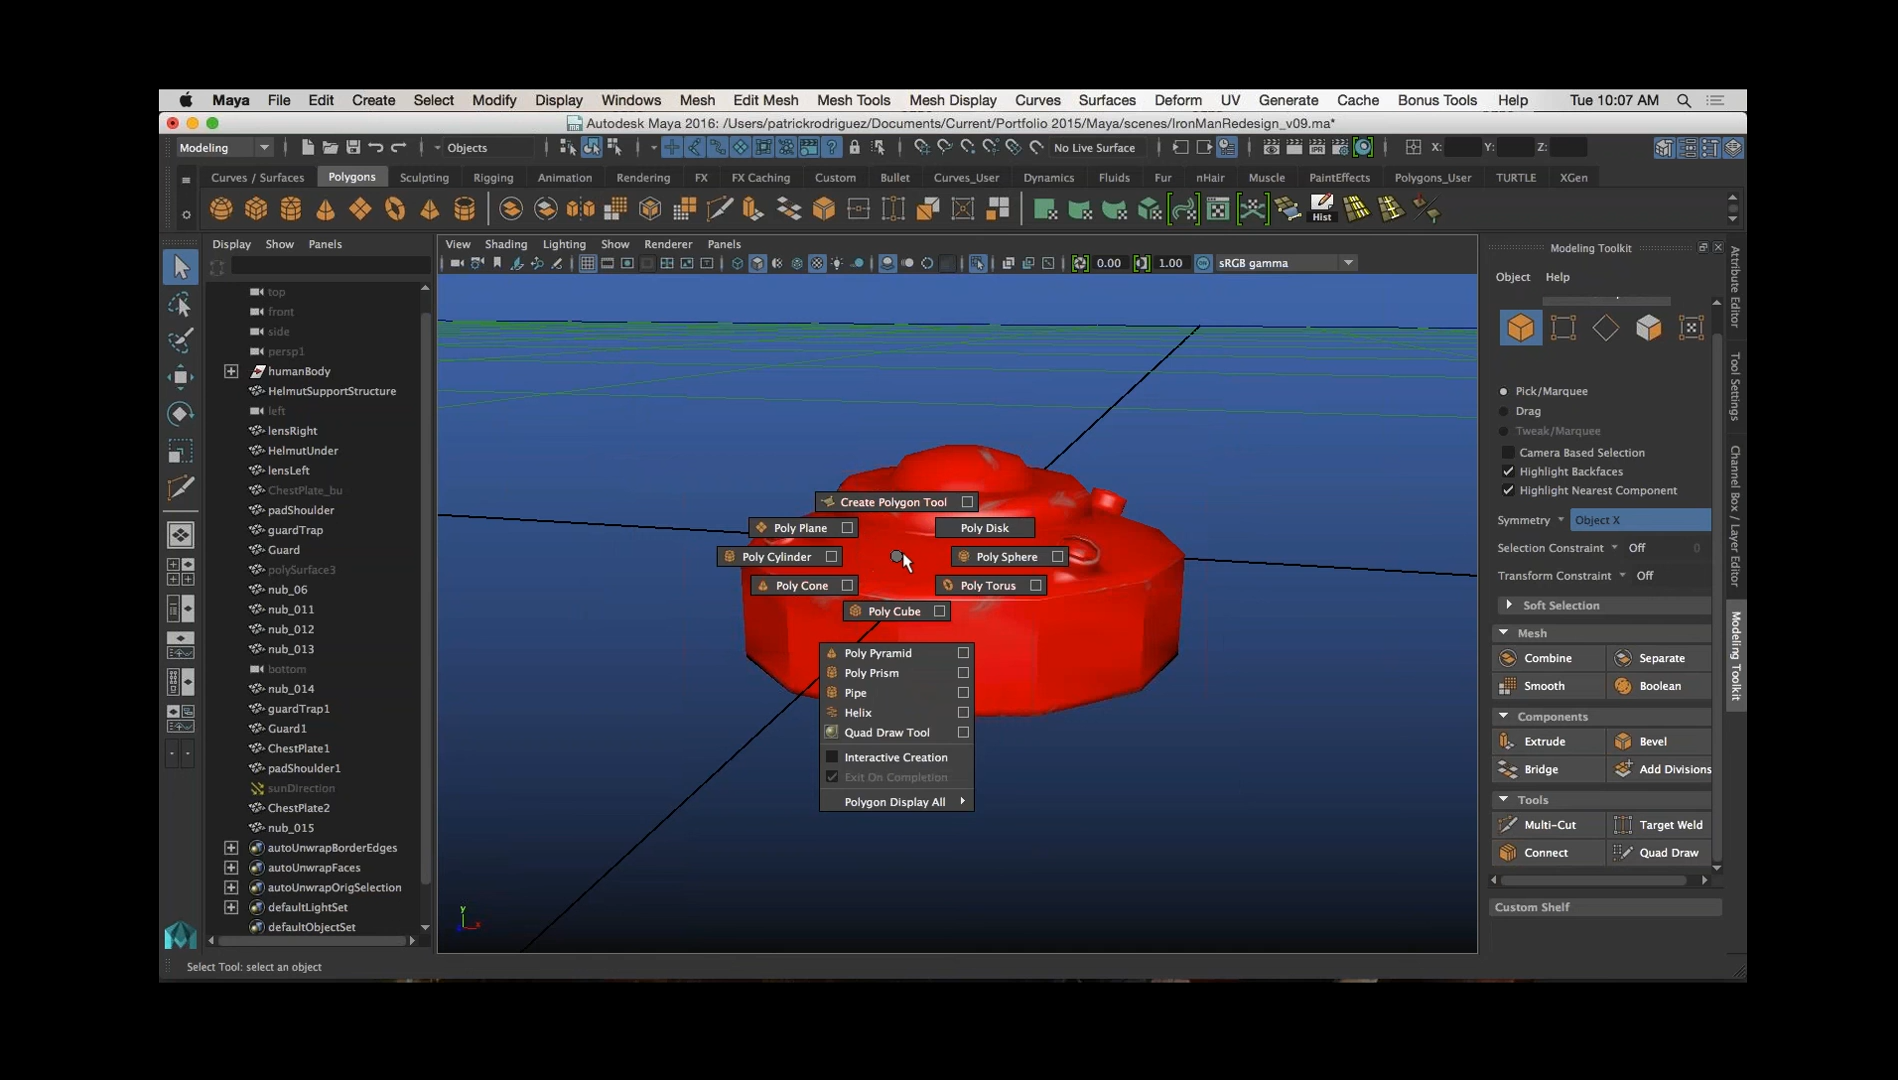 Maya File Edit Create Select Modify Display Windows Mesh Edit Mesh Mesh Tools Mesh Display Curves Surfaces Deform UV Generate Cache Bonus Tools Help Tue 10:07 AM
Autodesk Maya 2016: /Users/patrickrodriguez/Documents/Current/Portfolio 2015/Maya/scenes/IronManRedesign_v09.ma*
Modeling Objects No Live Surface X: Y: Z:
Curves / Surfaces Polygons Sculpting Rigging Animation Rendering FX FX Caching Custom Bullet Curves_User Dynamics Fluids Fur nHair Muscle PaintEffects Polygons_User TURTLE XGen
Hist
Display Show Panels
top
front
side
persp1
humanBody
HelmutSupportStructure
left
lensRight
HelmutUnder
lensLeft
ChestPlate_bu
padShoulder
guardTrap
Guard
polySurface3
nub_06
nub_011
nub_012
nub_013
bottom
nub_014
guardTrap1
Guard1
ChestPlate1
padShoulder1
sunDirection
ChestPlate2
nub_015
autoUnwrapBorderEdges
autoUnwrapFaces
autoUnwrapOrigSelection
defaultLightSet
defaultObjectSet
View Shading Lighting Show Renderer Panels
0.00 1.00 sRGB gamma
Create Polygon Tool
Poly Plane Poly Disk
Poly Cylinder Poly Sphere
Poly Cone Poly Torus
Poly Cube
Poly Pyramid
Poly Prism
Pipe
Helix
Quad Draw Tool
Interactive Creation
Exit On Completion
Polygon Display All
y
x
Modeling Toolkit
Object Help
Pick/Marquee
Drag
Tweak/Marquee
Camera Based Selection
Highlight Backfaces
Highlight Nearest Component
Symmetry Object X
Selection Constraint Off 0
Transform Constraint Off
Soft Selection
Mesh
Combine Separate
Smooth Boolean
Components
Extrude Bevel
Bridge Add Divisions
Tools
Multi-Cut Target Weld
Connect Quad Draw
Custom Shelf
Attribute Editor
Tool Settings
Channel Box / Layer Editor
Modeling Toolkit
Select Tool: select an object